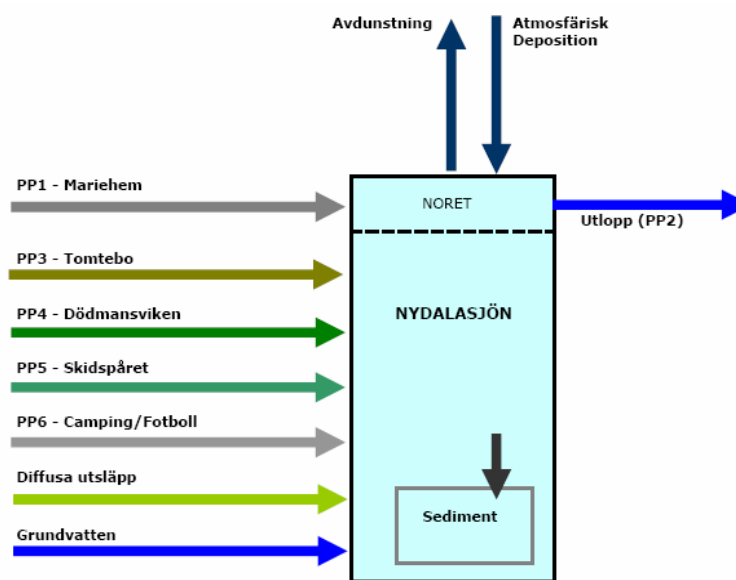 Avdunstning
Atmosfärisk
Deposition
PP1 - Mariehem
NORET
Utlopp (PP2)
PP3 - Tomtebo
PP4 - Dödmansviken
NYDALASJÖN
PP5 - Skidspåret
PP6 - Camping/Fotboll
Diffusa utsläpp
Sediment
Grundvatten